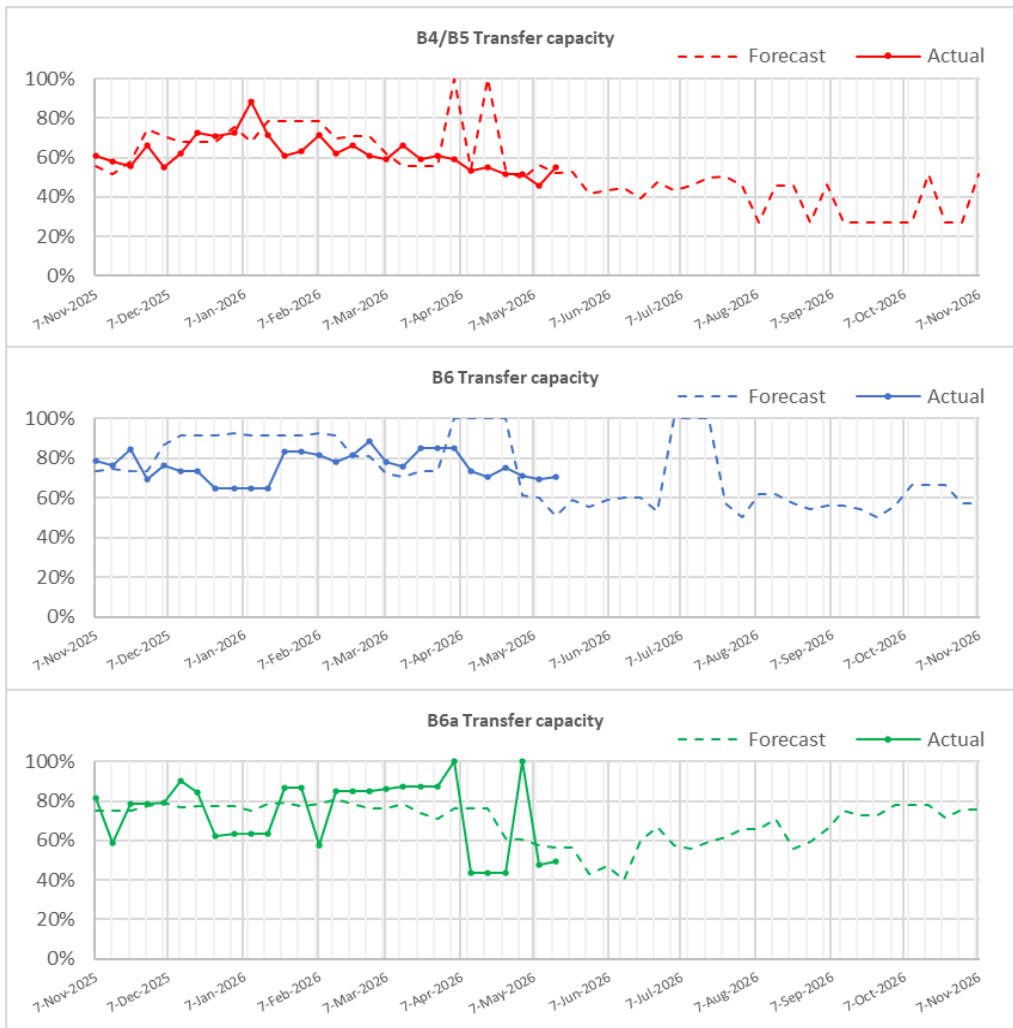 B4/B5 Transfer capacity
Forecast Actual
100%
80%
60%
40%
20%
0%
7-Nov-2025 7-Dec-2025 7-Jan-2026 7-Feb-2026 7-Mar-2026 7-Apr-2026 7-May-2026 7-Jun-2026 7-Jul-2026 7-Aug-2026 7-Sep-2026 7-Oct-2026 7-Nov-2026
B6 Transfer capacity
Forecast Actual
100%
80%
60%
40%
20%
0%
7-Nov-2025 7-Dec-2025 7-Jan-2026 7-Feb-2026 7-Mar-2026 7-Apr-2026 7-May-2026 7-Jun-2026 7-Jul-2026 7-Aug-2026 7-Sep-2026 7-Oct-2026 7-Nov-2026
B6a Transfer capacity
Forecast Actual
100%
80%
60%
40%
20%
0%
7-Nov-2025 7-Dec-2025 7-Jan-2026 7-Feb-2026 7-Mar-2026 7-Apr-2026 7-May-2026 7-Jun-2026 7-Jul-2026 7-Aug-2026 7-Sep-2026 7-Oct-2026 7-Nov-2026